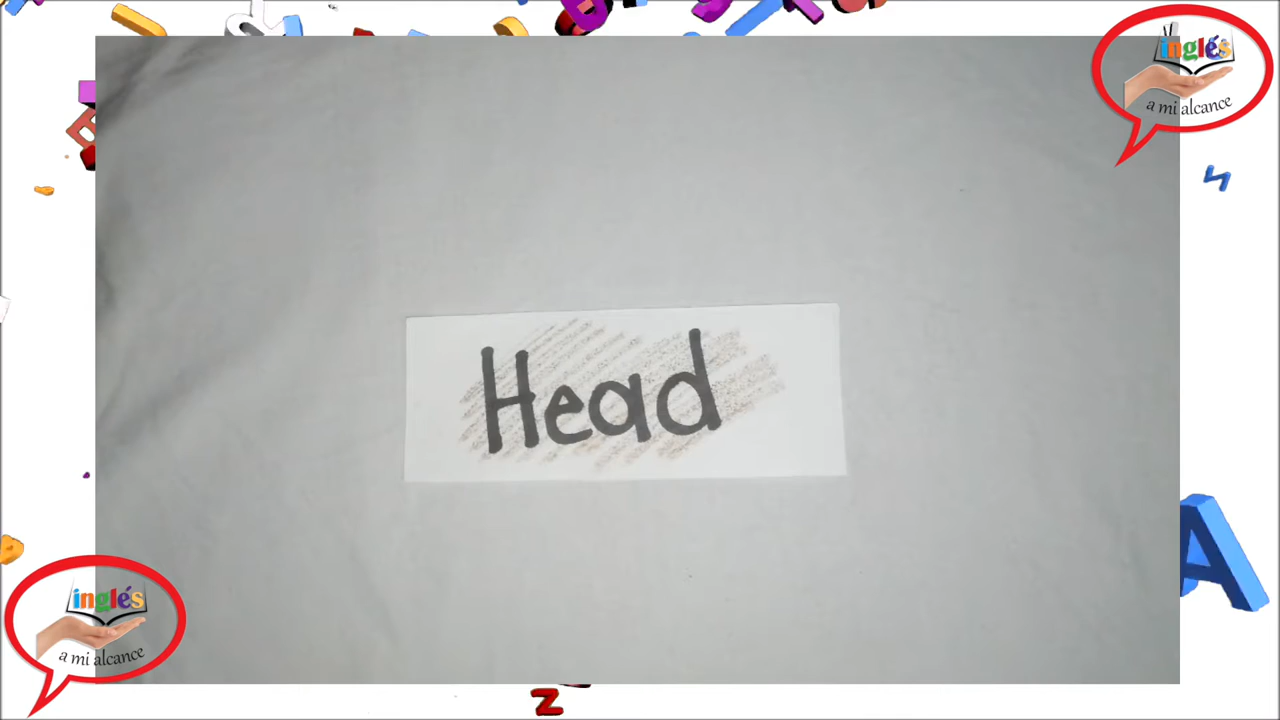 inglés
a mi alcance
Head
inglés
a mi alcance
A
Z